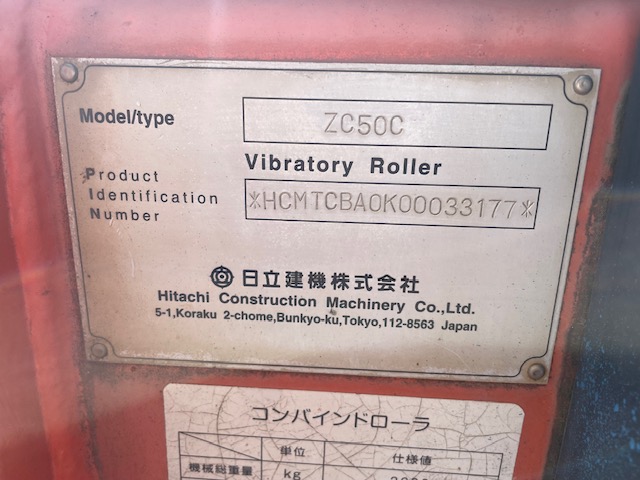 Model/type ZC50C
Vibratory Roller
Product
Identification
Number
*HCMTCBA0K00033177*
日立建機株式会社
Hitachi Construction Machinery Co.,Ltd.
5-1,Koraku 2-chome,Bunkyo-ku,Tokyo,112-8563 Japan
コンバインドローラ
単位 仕様値
機械総重量 kg